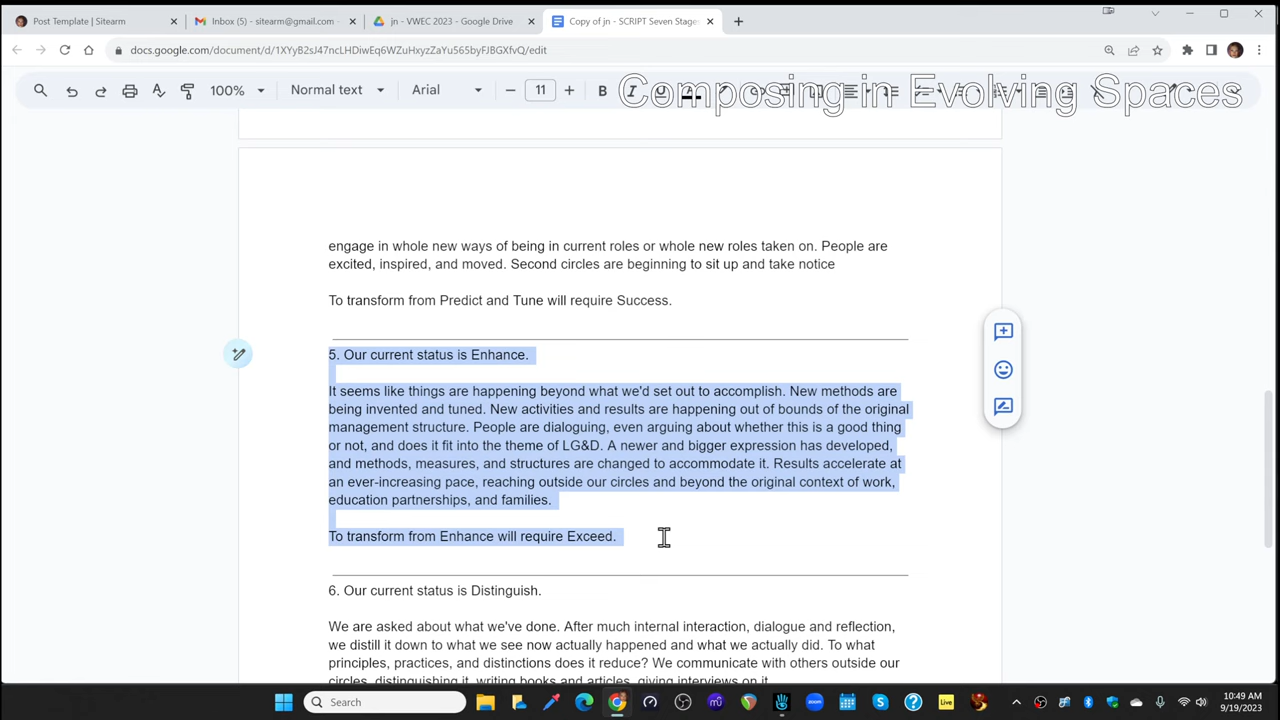 Post Template | Sitearm
Inbox (5) - sitearm@gmail.com
jn - VWEC 2023 - Google Drive
Copy of jn - SCRIPT Seven Stage
docs.google.com/document/d/1XYyB2sJ47ncLHDiwEq6WZuHxyzZaYu565byFJBGXfvQ/edit
100%
Normal text
Arial
11
B
Composing in Evolving Spaces
engage in whole new ways of being in current roles or whole new roles taken on. People are
excited, inspired, and moved. Second circles are beginning to sit up and take notice
To transform from Predict and Tune will require Success.
5. Our current status is Enhance.
It seems like things are happening beyond what we'd set out to accomplish. New methods are
being invented and tuned. New activities and results are happening out of bounds of the original
management structure. People are dialoguing, even arguing about whether this is a good thing
or not, and does it fit into the theme of LG&D. A newer and bigger expression has developed,
and methods, measures, and structures are changed to accommodate it. Results accelerate at
an ever-increasing pace, reaching outside our circles and beyond the original context of work,
education partnerships, and families.
To transform from Enhance will require Exceed.
6. Our current status is Distinguish.
We are asked about what we've done. After much internal interaction, dialogue and reflection,
we distill it down to what we see now actually happened and what we actually did. To what
principles, practices, and distinctions does it reduce? We communicate with others outside our
circles, distinguishing it, writing books and articles, giving interviews on it
Search
Live
10:49 AM
9/19/2023